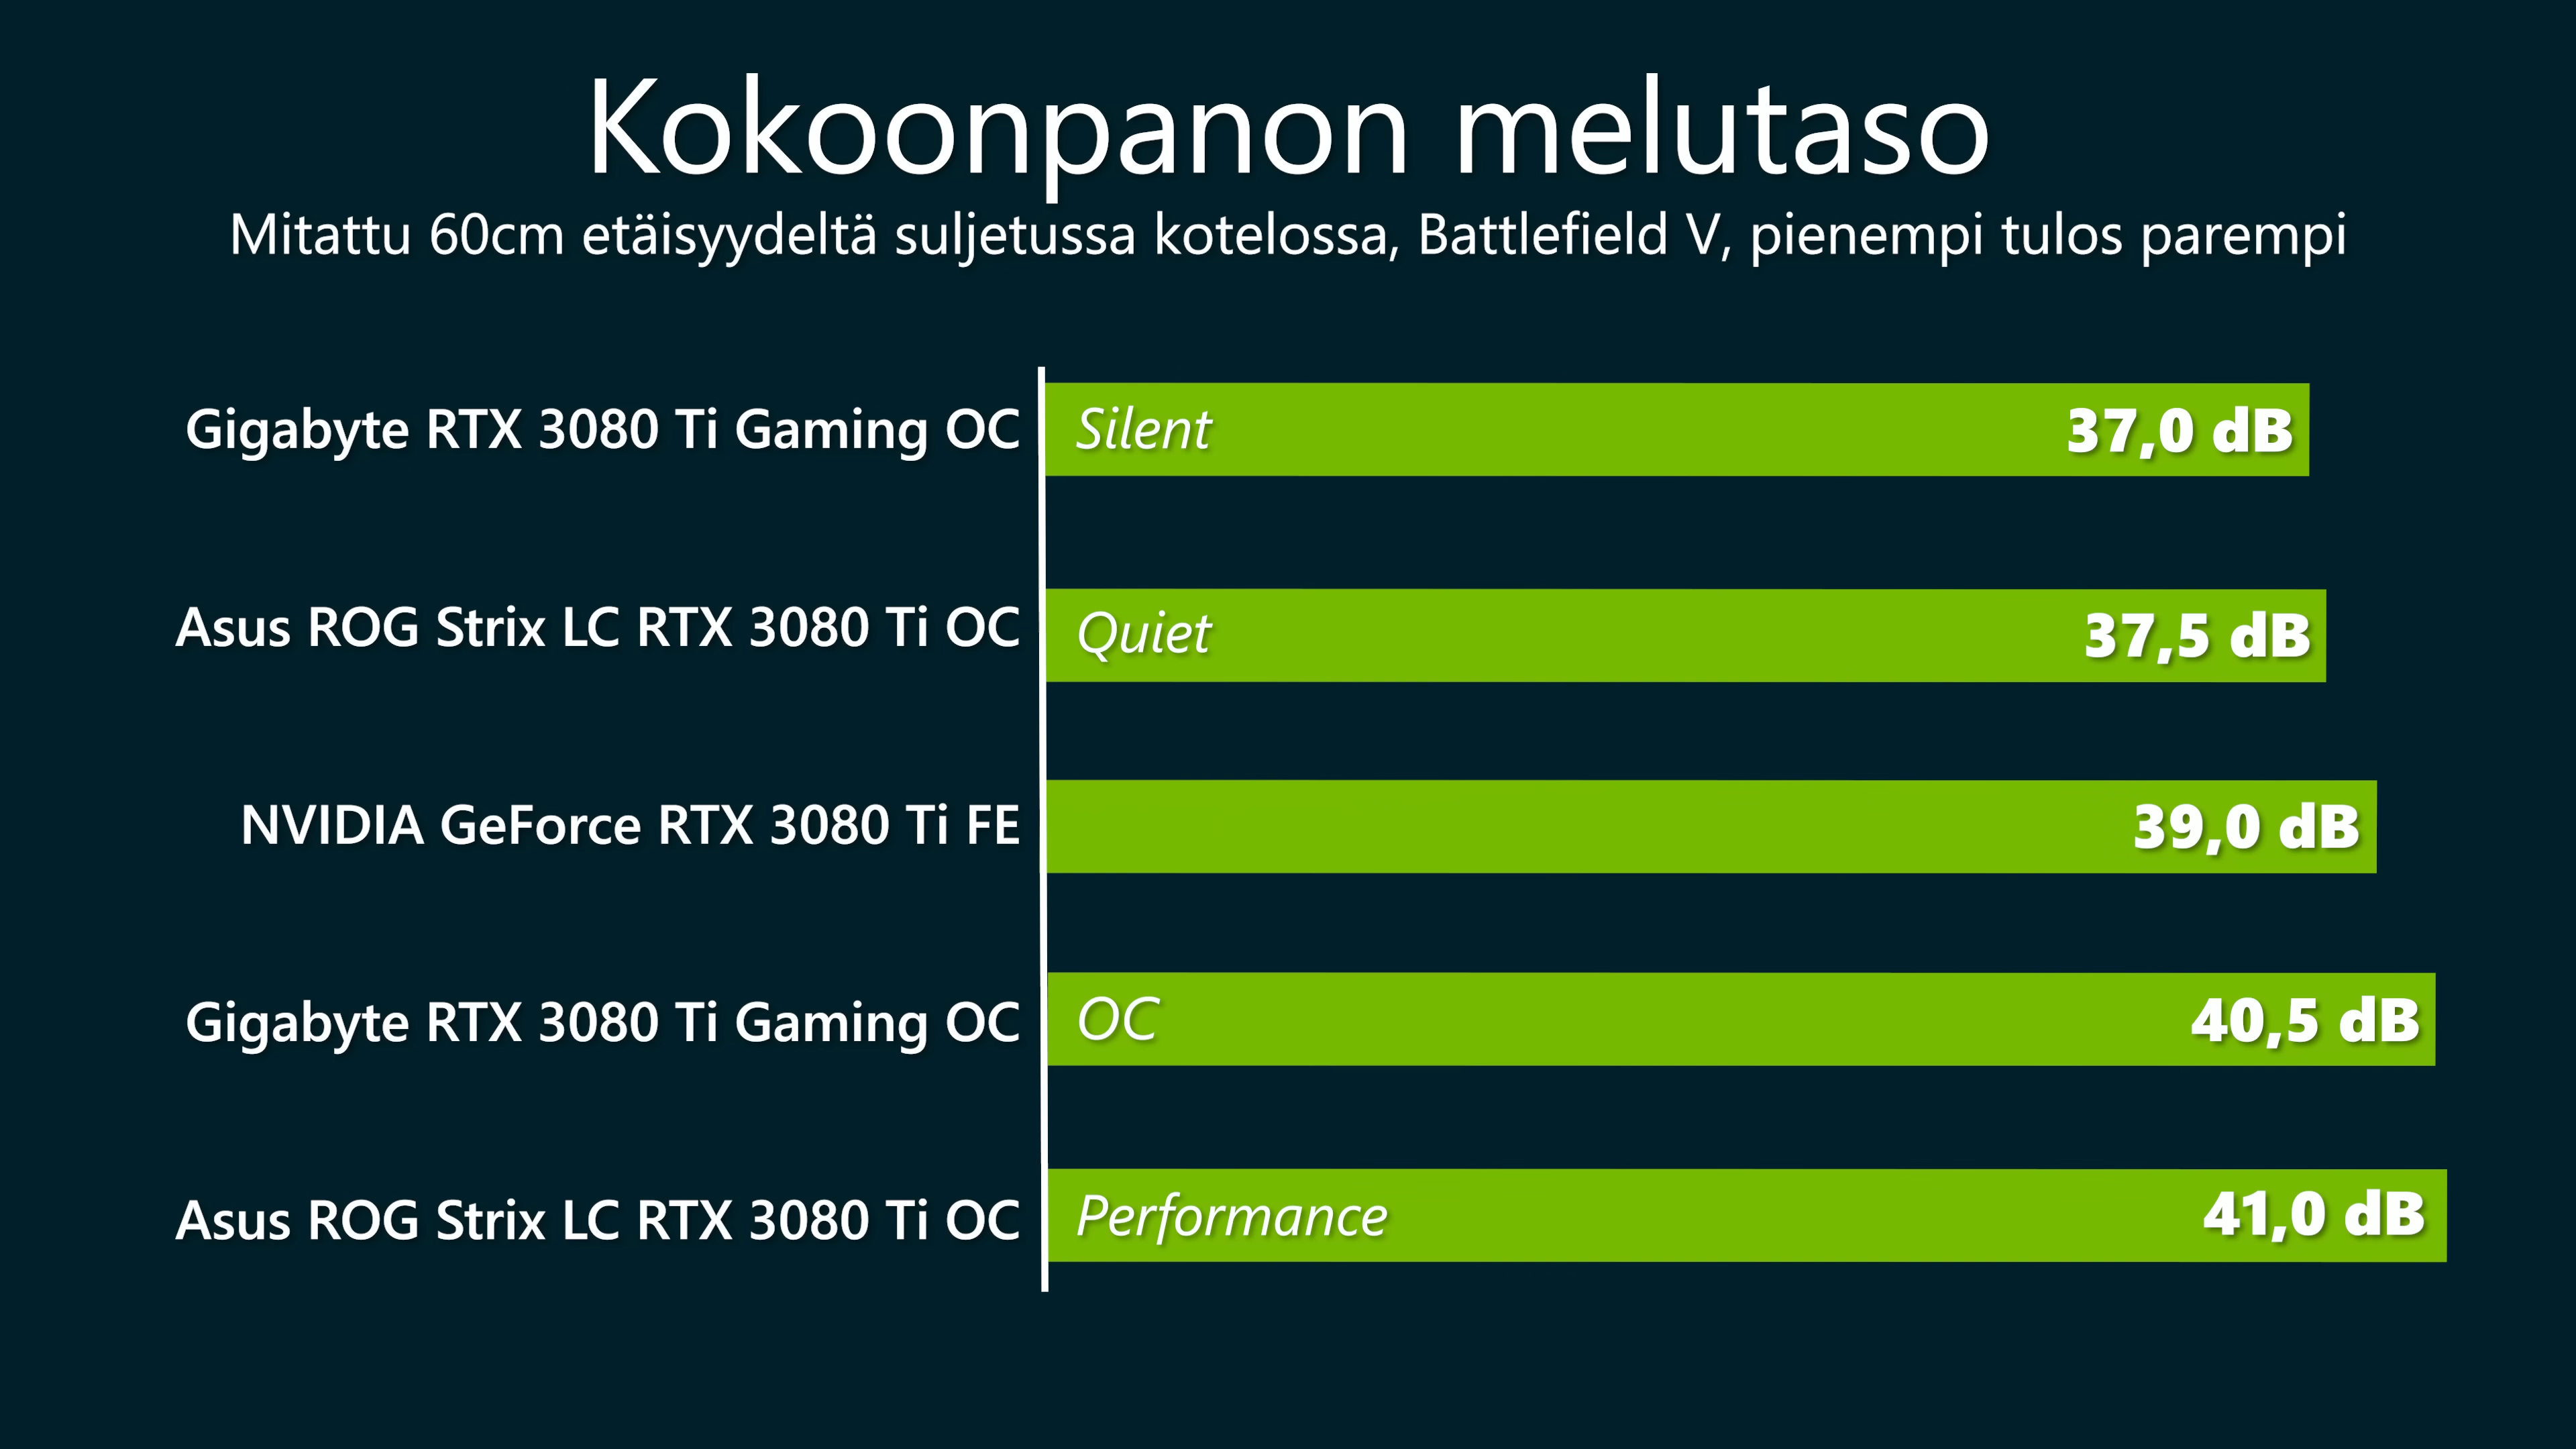 Kokoonpanon melutaso
Mitattu 60cm etäisyydeltä suljetussa kotelossa, Battlefield V, pienempi tulos parempi
Gigabyte RTX 3080 Ti Gaming OC Silent 37,0 dB
Asus ROG Strix LC RTX 3080 Ti OC Quiet 37,5 dB
NVIDIA GeForce RTX 3080 Ti FE 39,0 dB
Gigabyte RTX 3080 Ti Gaming OC OC 40,5 dB
Asus ROG Strix LC RTX 3080 Ti OC Performance 41,0 dB